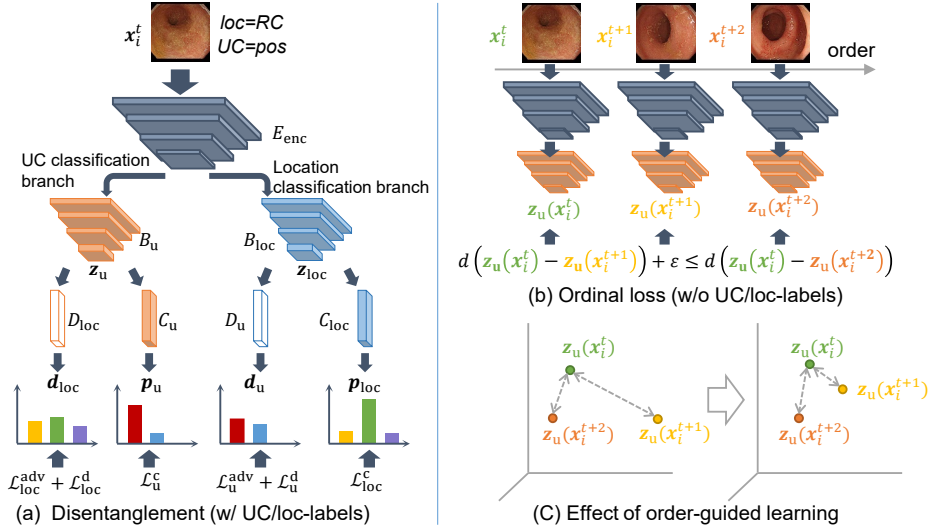 x_i^t
loc=RC
UC=pos
E_enc
UC classification
branch
Location
classification branch
B_u
B_loc
z_u
z_loc
D_loc
C_u
D_u
C_loc
d_loc
p_u
d_u
p_loc
L_loc^adv + L_loc^d
L_u^c
L_u^adv + L_u^d
L_loc^c
(a) Disentanglement (w/ UC/loc-labels)
x_i^t
x_i^{t+1}
x_i^{t+2}
order
z_u(x_i^t)
z_u(x_i^{t+1})
z_u(x_i^{t+2})
d(z_u(x_i^t) − z_u(x_i^{t+1})) + ε ≤ d(z_u(x_i^t) − z_u(x_i^{t+2}))
(b) Ordinal loss (w/o UC/loc-labels)
z_u(x_i^t)
z_u(x_i^{t+2})
z_u(x_i^{t+1})
z_u(x_i^t)
z_u(x_i^{t+1})
z_u(x_i^{t+2})
(C) Effect of order-guided learning